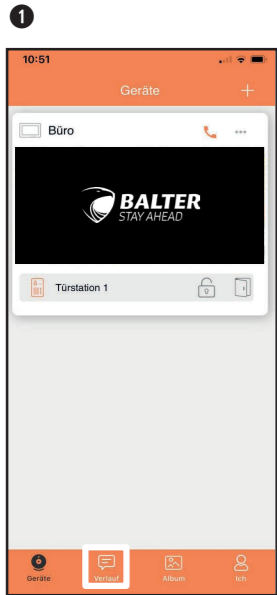 1
10:51
Geräte +
Büro
BALTER
STAY AHEAD
Türstation 1
Geräte Verlauf Album Ich